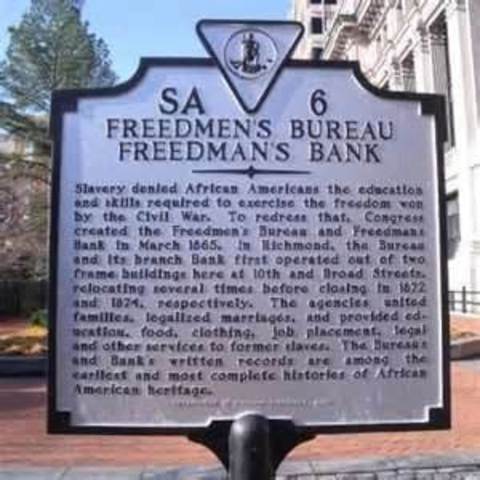 SA 6
FREEDMEN'S BUREAU
FREEDMAN'S BANK
Slavery denied African Americans the education
and skills required to exercise the freedom won
by the Civil War. To redress that, Congress
created the Freedmen's Bureau and Freedmans
Bank in March 1865. In Richmond, the Bureau
and its branch Bank first operated out of two
frame buildings here at 10th and Broad Streets,
relocating several times before closing in 1872
and 1874, respectively. The agencies united
families, legalized marriages, and provided ed-
ucation, food, clothing, job placement, legal
and other services to former slaves. The Bureau's
and Bank's written records are among the
earliest and most complete histories of African
American heritage.